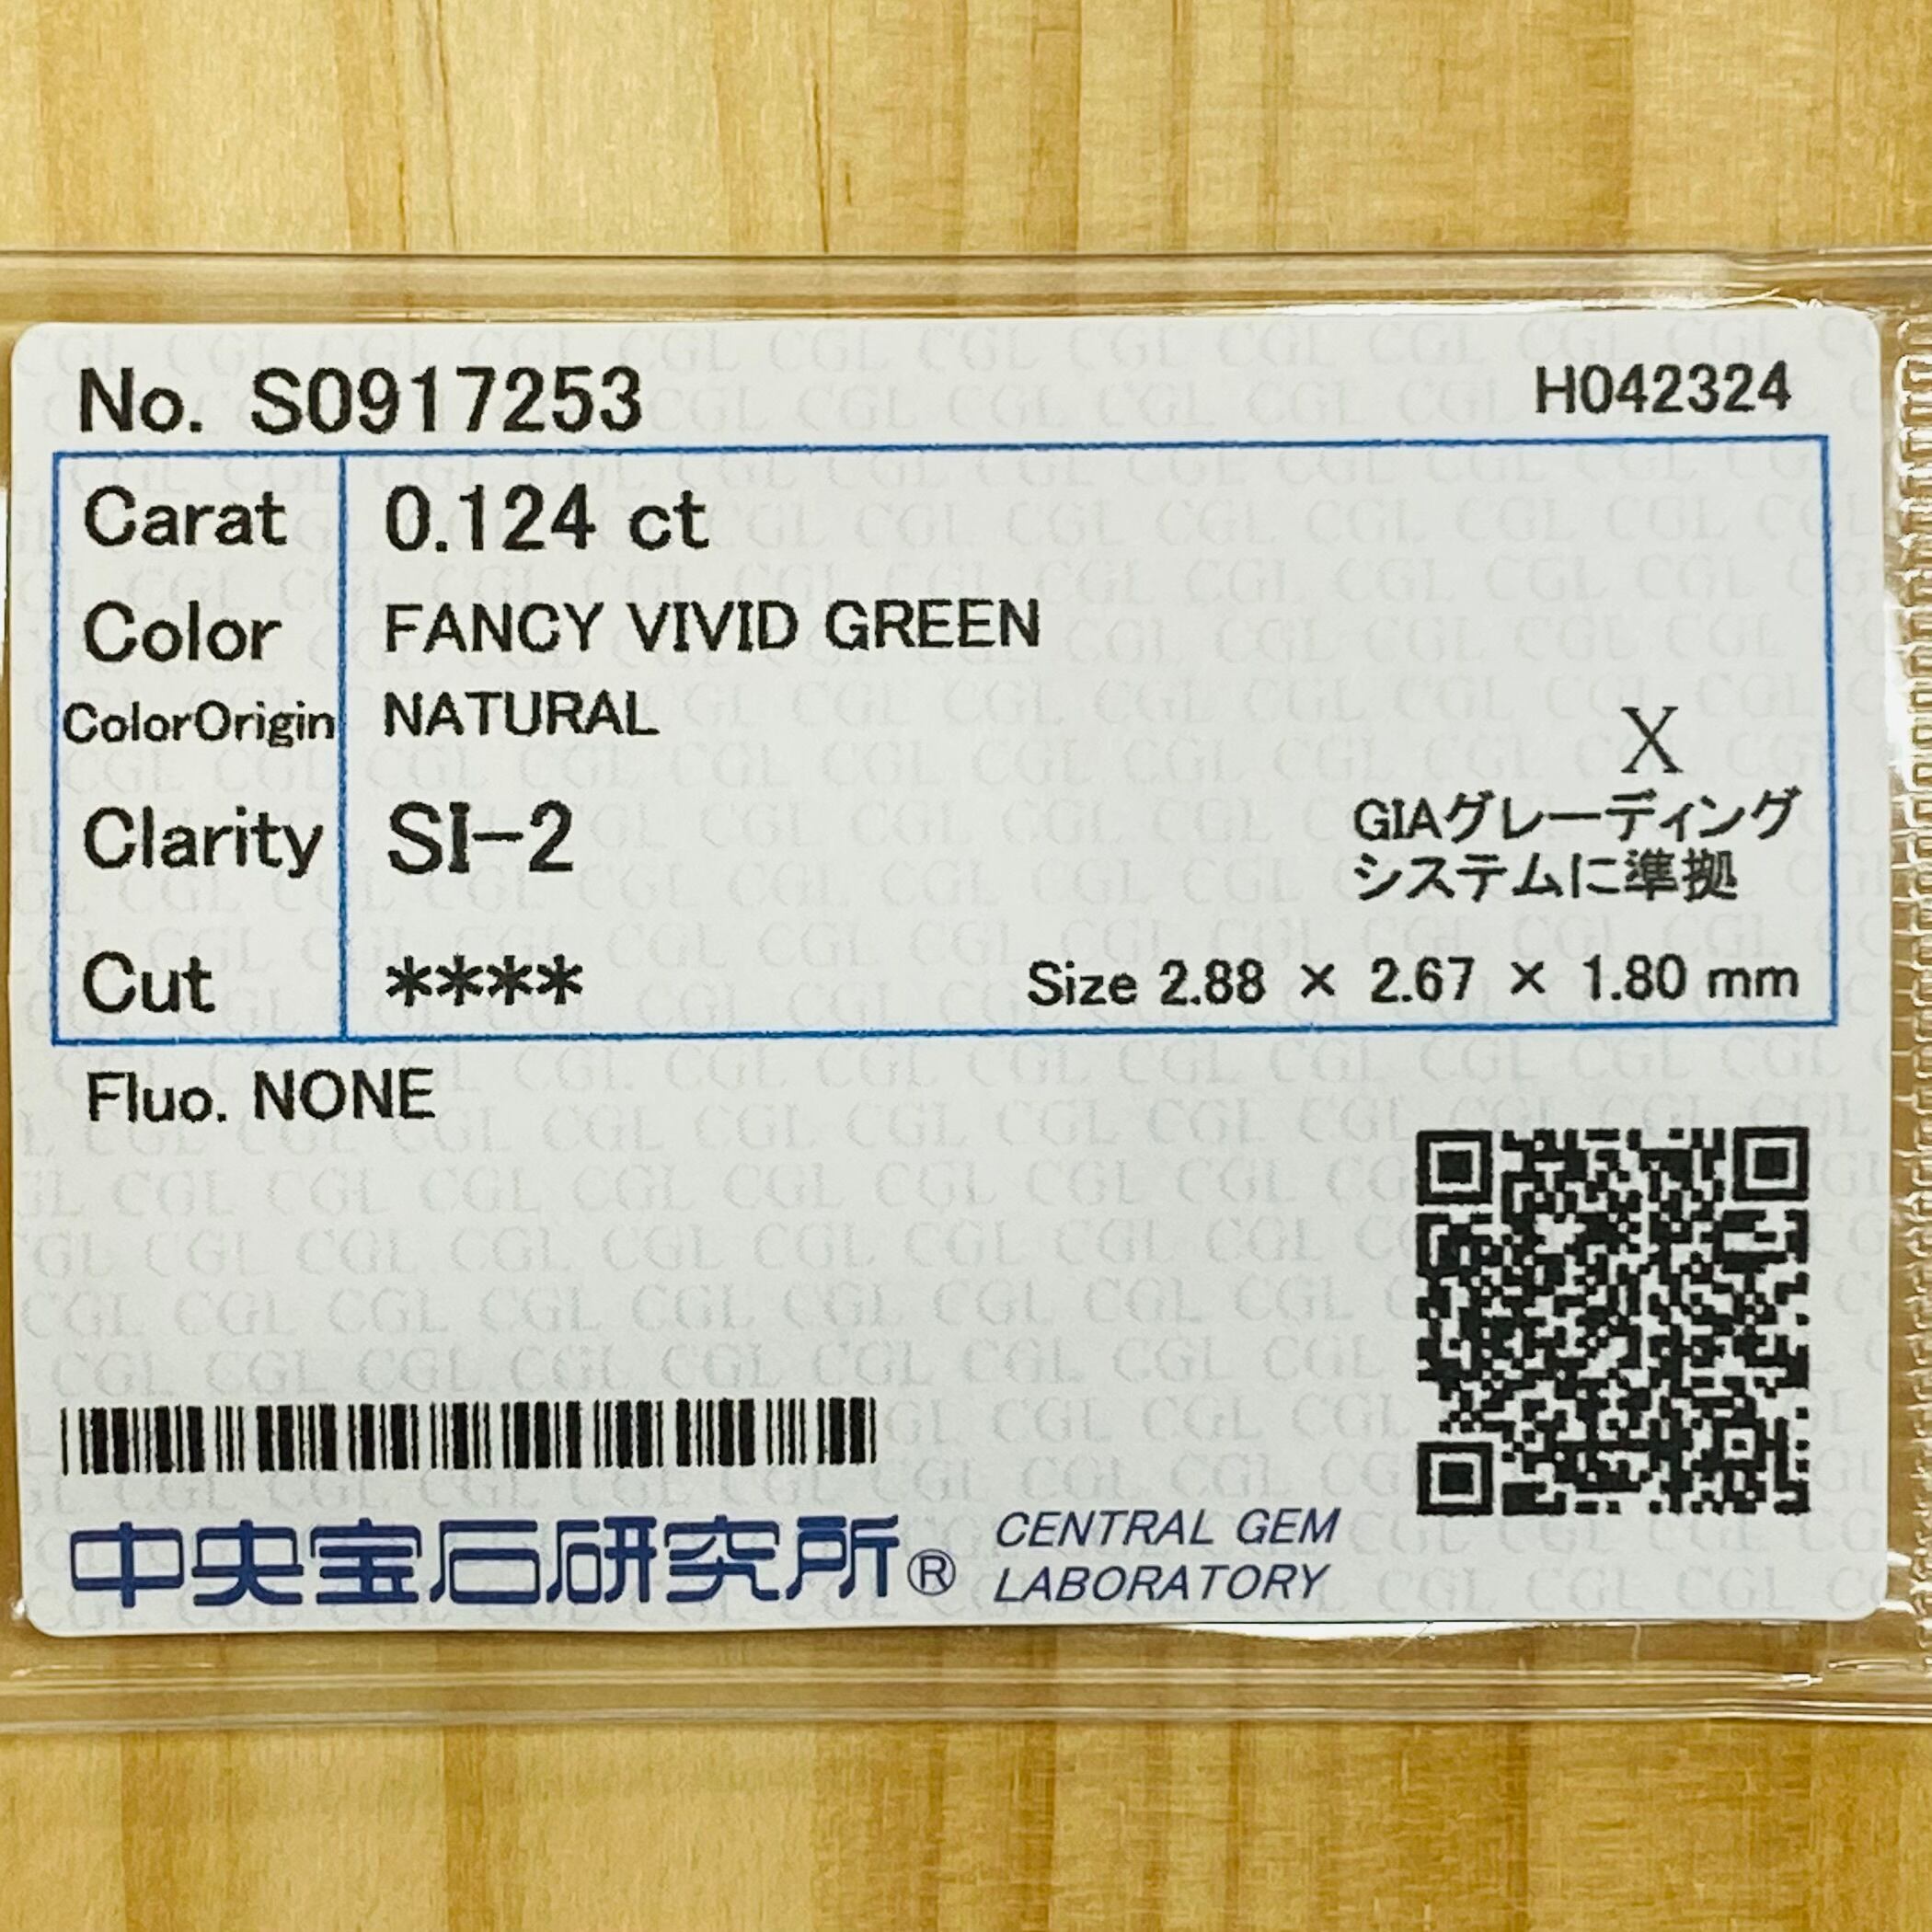 No. S0917253
H042324
Carat 0.124 ct
Color FANCY VIVID GREEN
ColorOrigin NATURAL
X
Clarity SI-2
GIAグレーディング
システムに準拠
Cut ****
Size 2.88 × 2.67 × 1.80 mm
Fluo. NONE
中央宝石研究所®
CENTRAL GEM
LABORATORY